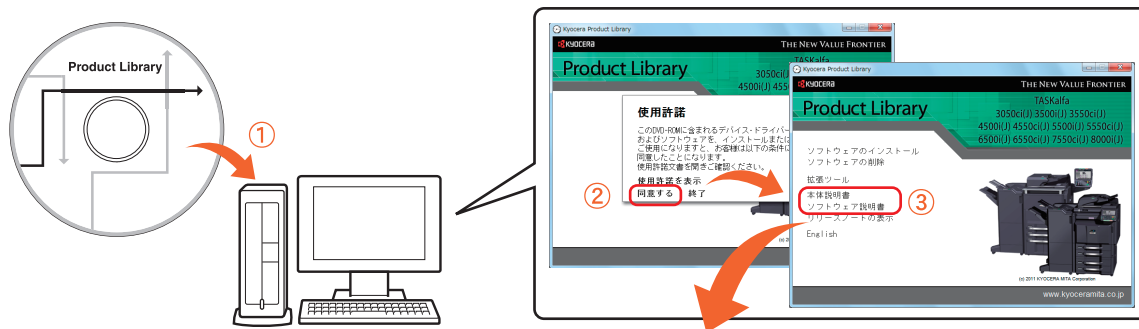 Product Library
①
Kyocera Product Library
KYOCERA
THE NEW VALUE FRONTIER
TASKalfa
Product Library
3050ci(J)
4500i(J) 455
使用許諾
このDVD-ROMに含まれるデバイス・ドライバー
およびソフトウェアを、インストールまたは
ご使用になりますと、お客様は以下の条件に
同意したことになります。
使用許諾文書を開きご確認ください。
使用許諾を表示
②
同意する 終了
(c) 2
Kyocera Product Library
KYOCERA
THE NEW VALUE FRONTIER
Product Library
TASKalfa
3050ci(J) 3500i(J) 3550ci(J)
4500i(J) 4550ci(J) 5500i(J) 5550ci(J)
6500i(J) 6550ci(J) 7550ci(J) 8000i(J)
ソフトウェアのインストール
ソフトウェアの削除
拡張ツール
本体説明書
ソフトウェア説明書
③
リリースノートの表示
English
(c) 2011 KYOCERA MITA Corporation
www.kyoceramita.co.jp